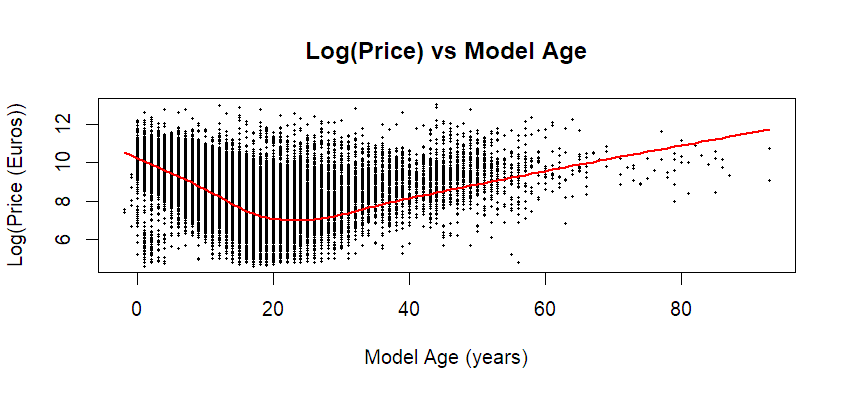 Log(Price) vs Model Age
Log(Price (Euros))
12
10
8
6
0 20 40 60 80
Model Age (years)